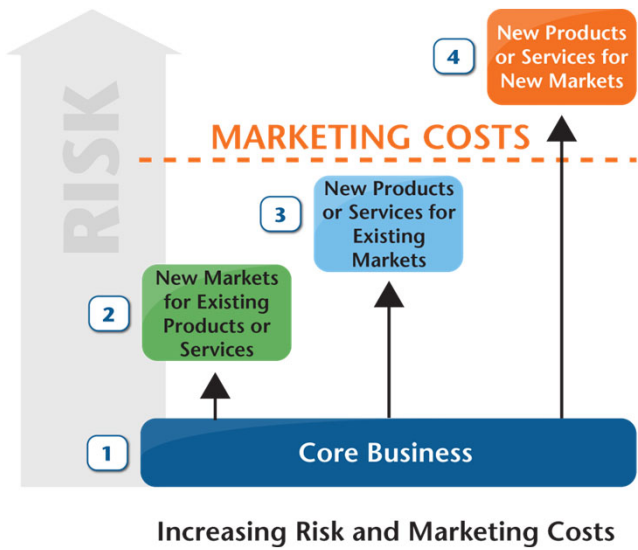 New Products
or Services for
New Markets
4
MARKETING COSTS
RISK
New Products
or Services for
Existing
Markets
3
New Markets
for Existing
Products or
Services
2
1
Core Business
Increasing Risk and Marketing Costs